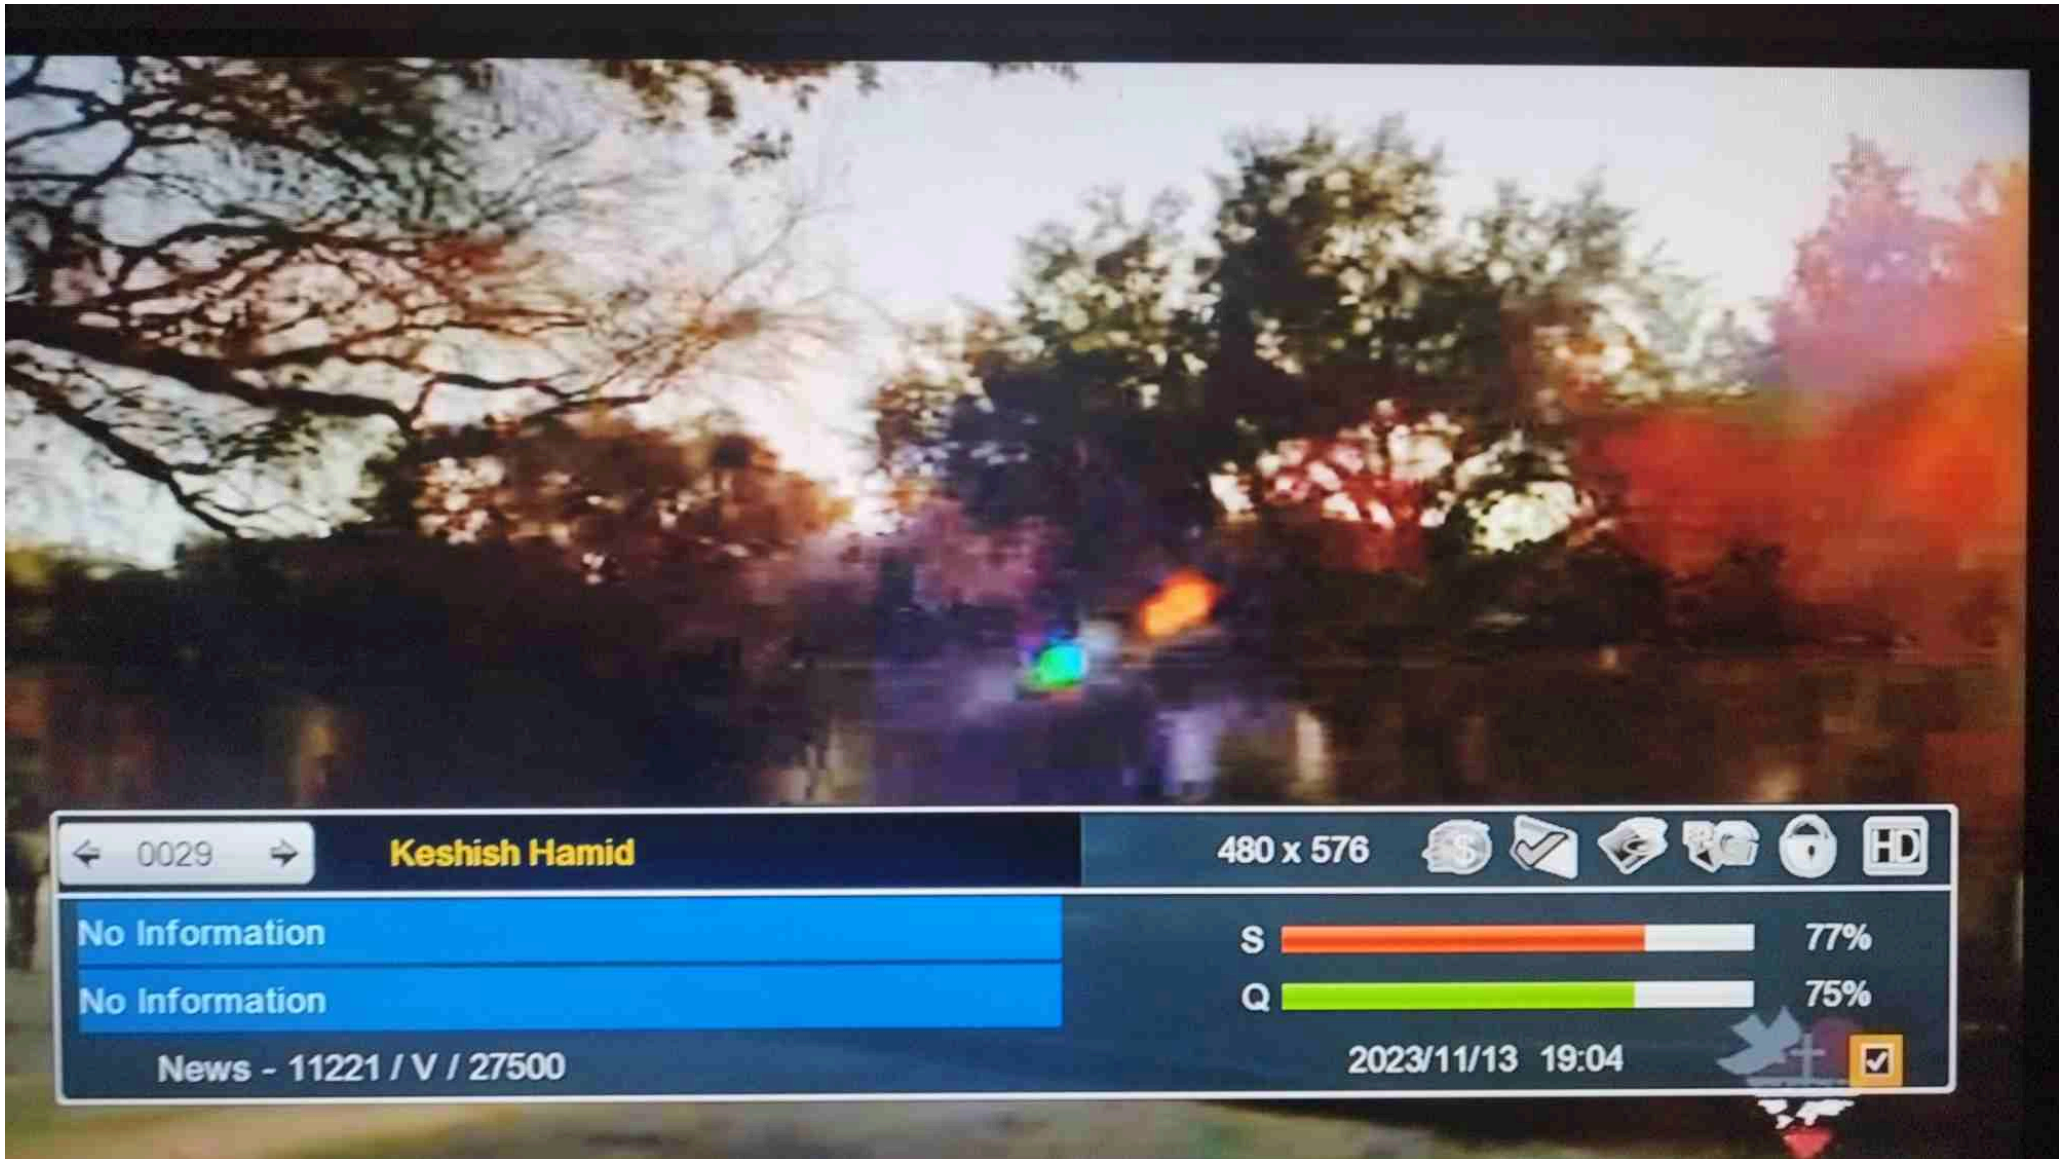 0029
Keshish Hamid
480 x 576
HD
No Information
S 77%
No Information
Q 75%
News - 11221 / V / 27500
2023/11/13 19:04